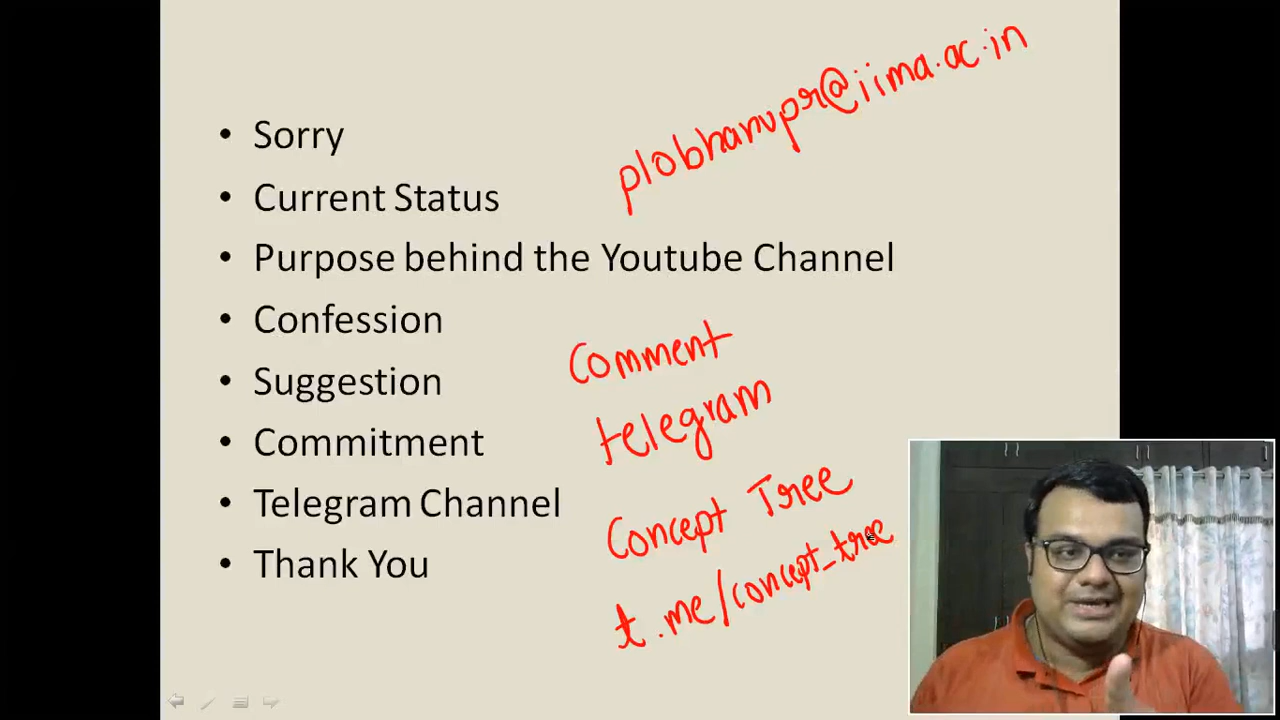 plobhanupr@iima.ac.in
• Sorry
• Current Status
• Purpose behind the Youtube Channel
• Confession
• Suggestion
• Commitment
• Telegram Channel
• Thank You
Comment
telegram
Concept Tree
t.me/concept_tree